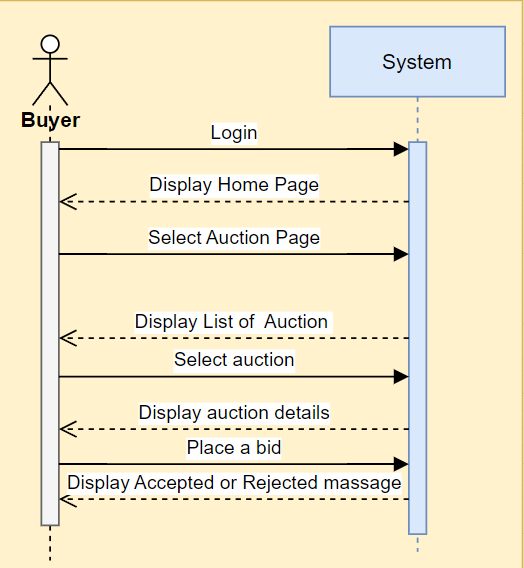 System
Buyer
Login
Display Home Page
Select Auction Page
Display List of Auction
Select auction
Display auction details
Place a bid
Display Accepted or Rejected massage